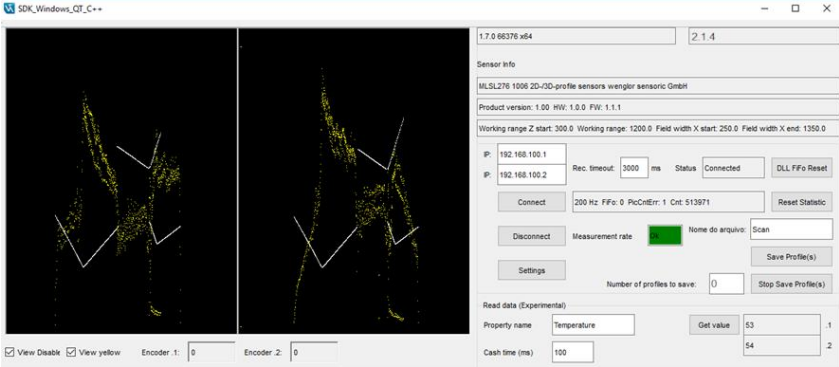 SDK_Windows_QT_C++
1.7.0 66376 x64
2.1.4
Sensor Info
MLSL276 1006 2D-/3D-profile sensors wenglor sensoric GmbH
Product version: 1.00 HW: 1.0.0 FW: 1.1.1
Working range Z start: 300.0 Working range: 1200.0 Field width X start: 250.0 Field width X end: 1350.0
IP: 192.168.100.1
IP: 192.168.100.2
Rec. timeout: 3000 ms Status Connected DLL FiFo Reset
Connect 200 Hz FiFo: 0 PicCntErr: 1 Cnt: 513971 Reset Statistic
Disconnect Measurement rate Ok Nome do arquivo: Scan
Save Profile(s)
Settings
Number of profiles to save: 0 Stop Save Profile(s)
Read data (Experimental)
Property name Temperature Get value 53 .1
54 .2
Cash time (ms) 100
View Disable View yellow Encoder .1: 0 Encoder .2: 0